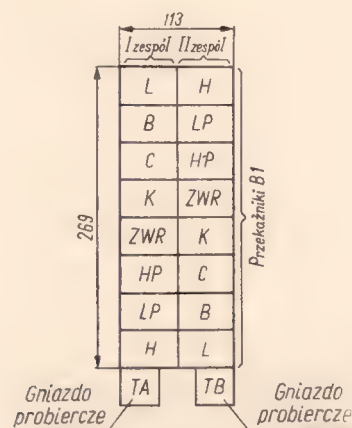 113
I zespół II zespół
L H
B LP
C HP
K ZWR
ZWR K
HP C
LP B
H L
269
Przekaźniki B1
TA TB
Gniazdo probiercze
Gniazdo probiercze